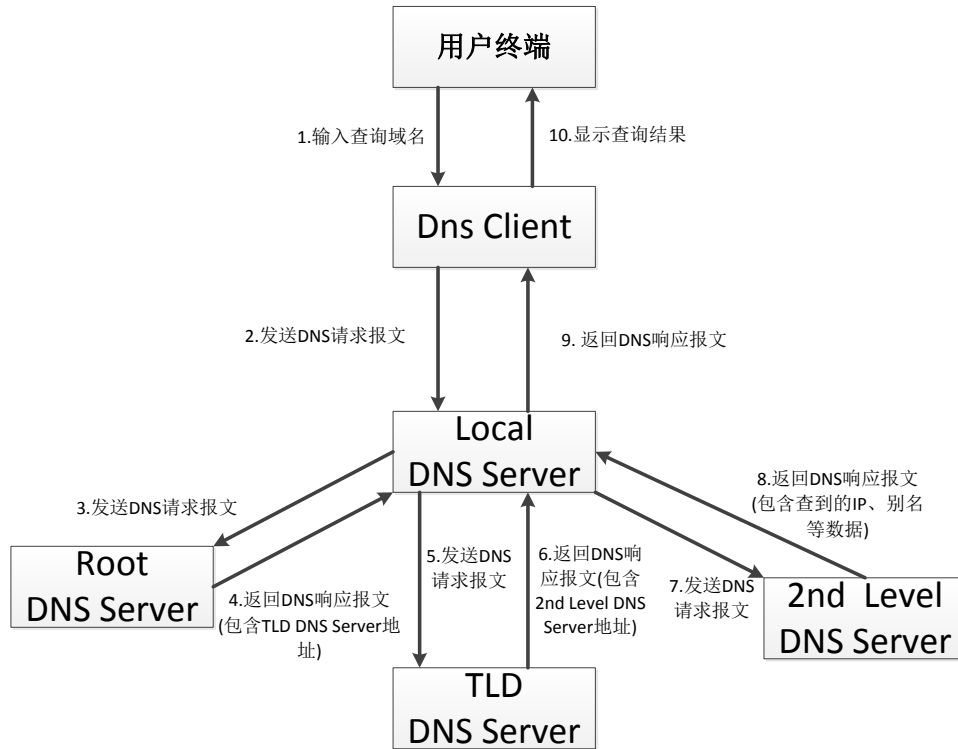 用户终端
1.输入查询域名
10.显示查询结果
Dns Client
2.发送DNS请求报文
9. 返回DNS响应报文
Local
DNS Server
3.发送DNS请求报文
8.返回DNS响应报文
(包含查到的IP、别名
等数据)
Root
DNS Server
4.返回DNS响应报文
(包含TLD DNS Server地
址)
5.发送DNS
请求报文
6.返回DNS响
应报文(包含
2nd Level DNS
Server地址)
7.发送DNS
请求报文
2nd Level
DNS Server
TLD
DNS Server